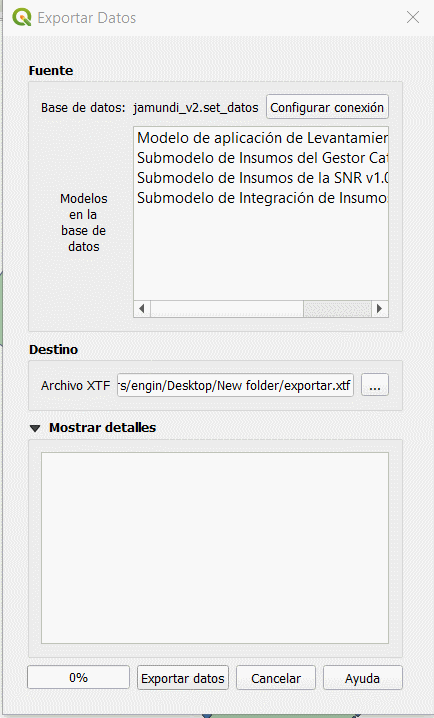 Exportar Datos
Fuente
Base de datos: jamundi_v2.set_datos Configurar conexión
Modelos
en la
base de
datos
Modelo de aplicación de Levantamien
Submodelo de Insumos del Gestor Cat
Submodelo de Insumos de la SNR v1.0
Submodelo de Integración de Insumos
Destino
Archivo XTF rs/engin/Desktop/New folder/exportar.xtf ...
Mostrar detalles
0% Exportar datos Cancelar Ayuda